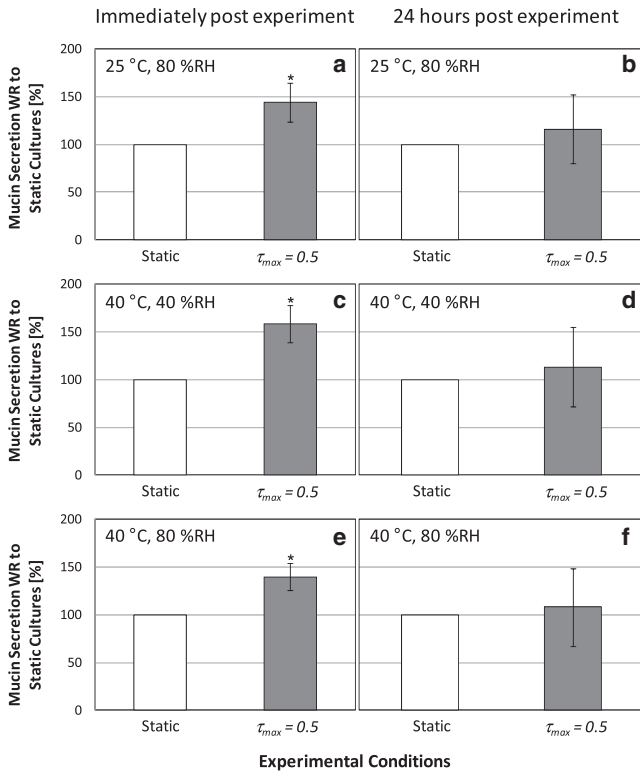 Immediately post experiment
24 hours post experiment
Mucin Secretion WR to
Static Cultures [%]
200
150
100
50
0
25 °C, 80 %RH
a
*
Static
τmax = 0.5
25 °C, 80 %RH
b
Static
τmax = 0.5
Mucin Secretion WR to
Static Cultures [%]
200
150
100
50
0
40 °C, 40 %RH
c
*
Static
τmax = 0.5
40 °C, 40 %RH
d
Static
τmax = 0.5
Mucin Secretion WR to
Static Cultures [%]
200
150
100
50
0
40 °C, 80 %RH
e
*
Static
τmax = 0.5
40 °C, 80 %RH
f
Static
τmax = 0.5
Experimental Conditions